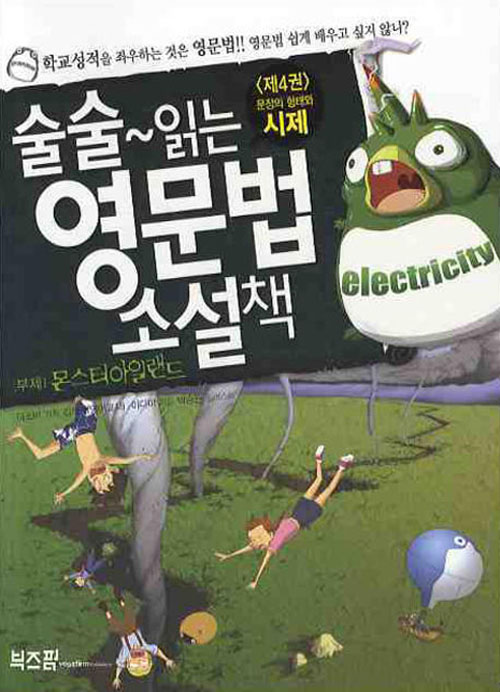 학교성적을 좌우하는 것은 영문법!! 영문법 쉽게 배우고 싶지 않니?
<제4권>
문장의 형태와
시제
술술~읽는
영문법
소설책
electricity
부제! 몬스터아일랜드
북즈핌